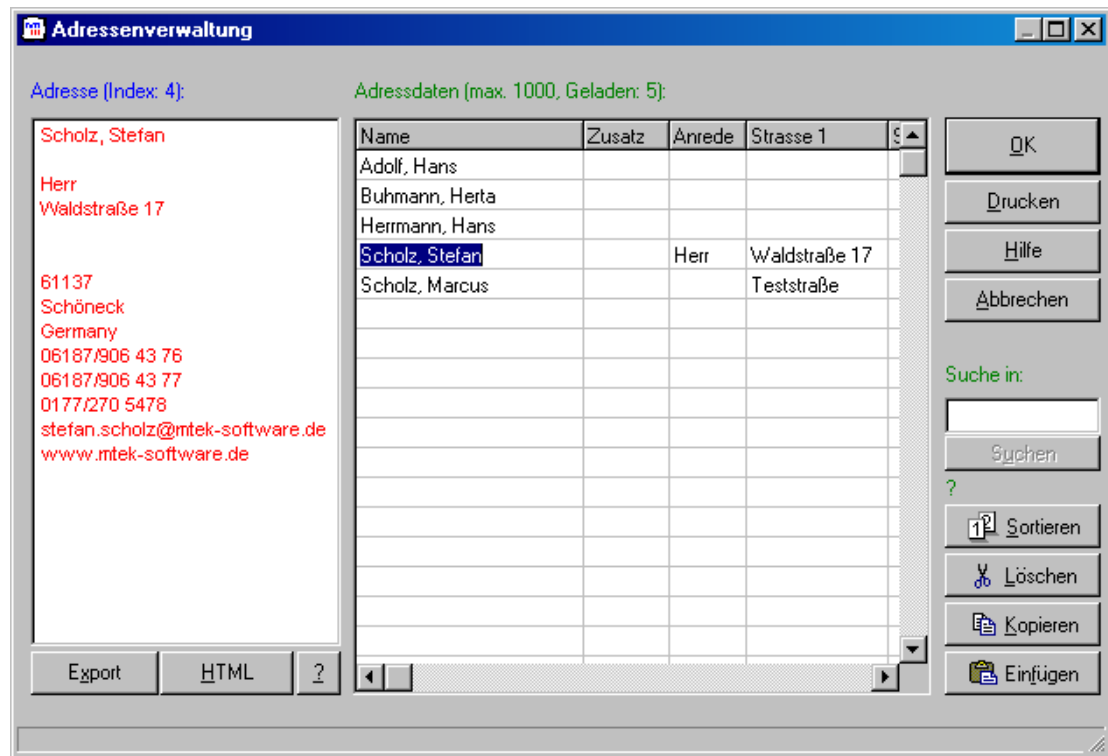 Adressenverwaltung
Adresse (Index: 4):
Scholz, Stefan
Herr
Waldstraße 17
61137
Schöneck
Germany
06187/906 43 76
06187/906 43 77
0177/270 5478
stefan.scholz@mtek-software.de
www.mtek-software.de
Export HTML ?
Adressdaten (max. 1000, Geladen: 5):
Name Zusatz Anrede Strasse 1
Adolf, Hans
Buhmann, Herta
Herrmann, Hans
Scholz, Stefan Herr Waldstraße 17
Scholz, Marcus Teststraße
OK
Drucken
Hilfe
Abbrechen
Suche in:
Suchen
?
Sortieren
Löschen
Kopieren
Einfügen